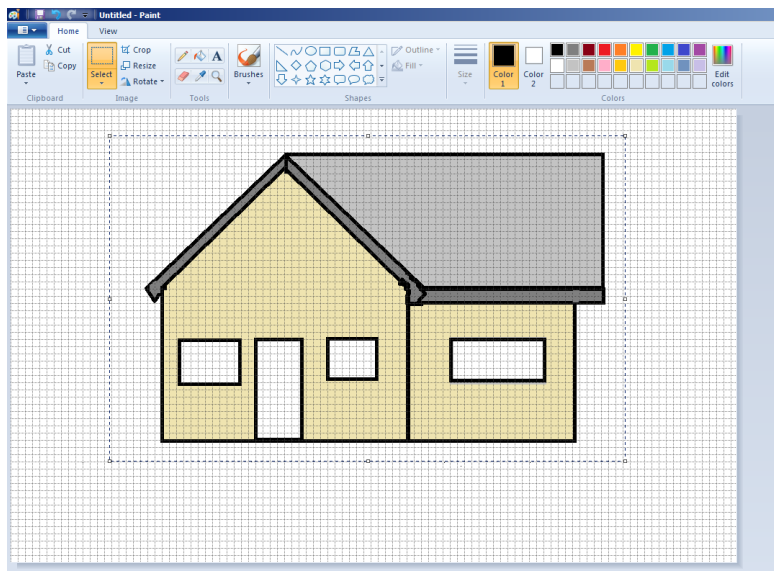 Untitled - Paint
Home View
Cut
Copy
Paste
Clipboard
Select
Crop
Resize
Rotate
Image
A
Tools
Brushes
Outline
Fill
Shapes
Size
Color 1
Color 2
Edit colors
Colors